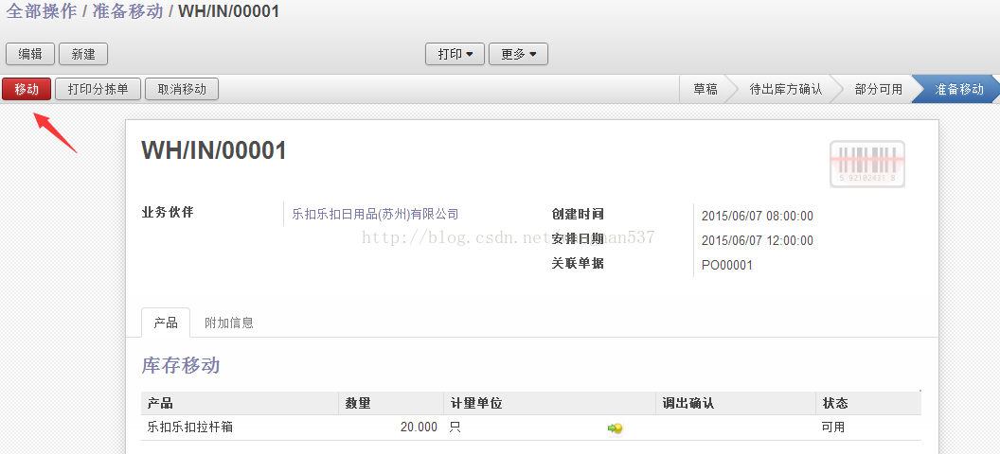 全部操作 / 准备移动 / WH/IN/00001
编辑 新建 打印 更多
移动 打印分拣单 取消移动 草稿 待出库方确认 部分可用 准备移动
WH/IN/00001
5 92102431 8
业务伙伴 乐扣乐扣日用品(苏州)有限公司 创建时间 2015/06/07 08:00:00
安排日期 2015/06/07 12:00:00
关联单据 PO00001
产品 附加信息
库存移动
产品 数量 计量单位 调出确认 状态
乐扣乐扣拉杆箱 20.000 只 可用